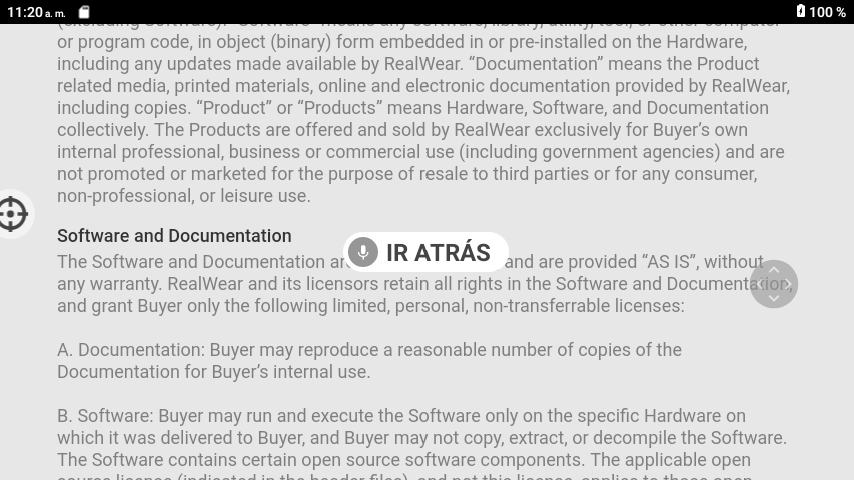 11:20 a. m.
100 %
or program code, in object (binary) form embedded in or pre-installed on the Hardware,
including any updates made available by RealWear. “Documentation” means the Product
related media, printed materials, online and electronic documentation provided by RealWear,
including copies. “Product” or “Products” means Hardware, Software, and Documentation
collectively. The Products are offered and sold by RealWear exclusively for Buyer’s own
internal professional, business or commercial use (including government agencies) and are
not promoted or marketed for the purpose of resale to third parties or for any consumer,
non-professional, or leisure use.
Software and Documentation
The Software and Documentation
IR ATRÁS
and are provided “AS IS”, without
any warranty. RealWear and its licensors retain all rights in the Software and Documentation,
and grant Buyer only the following limited, personal, non-transferrable licenses:
A. Documentation: Buyer may reproduce a reasonable number of copies of the
Documentation for Buyer’s internal use.
B. Software: Buyer may run and execute the Software only on the specific Hardware on
which it was delivered to Buyer, and Buyer may not copy, extract, or decompile the Software.
The Software contains certain open source software components. The applicable open